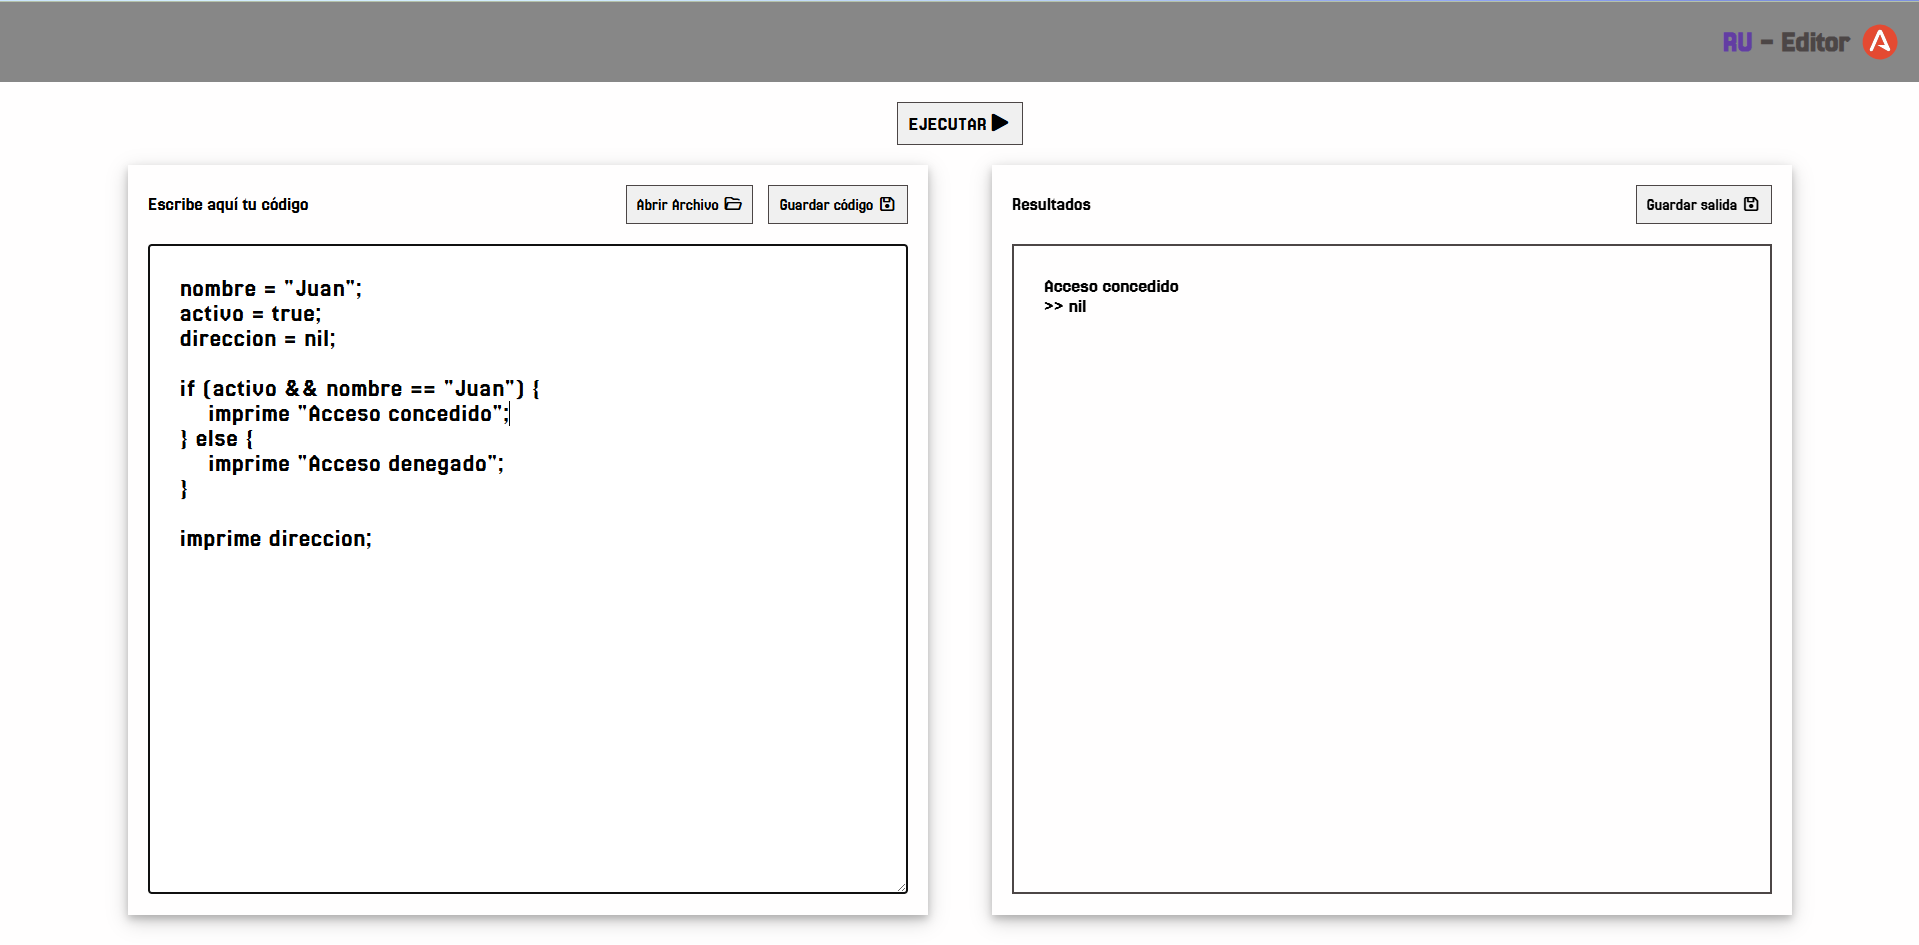 RU - Editor
EJECUTAR
Escribe aquí tu código
Abrir Archivo
Guardar código
nombre = "Juan";
activo = true;
direccion = nil;
if (activo && nombre == "Juan") {
imprime "Acceso concedido";
} else {
imprime "Acceso denegado";
}
imprime direccion;
Resultados
Guardar salida
Acceso concedido
>> nil